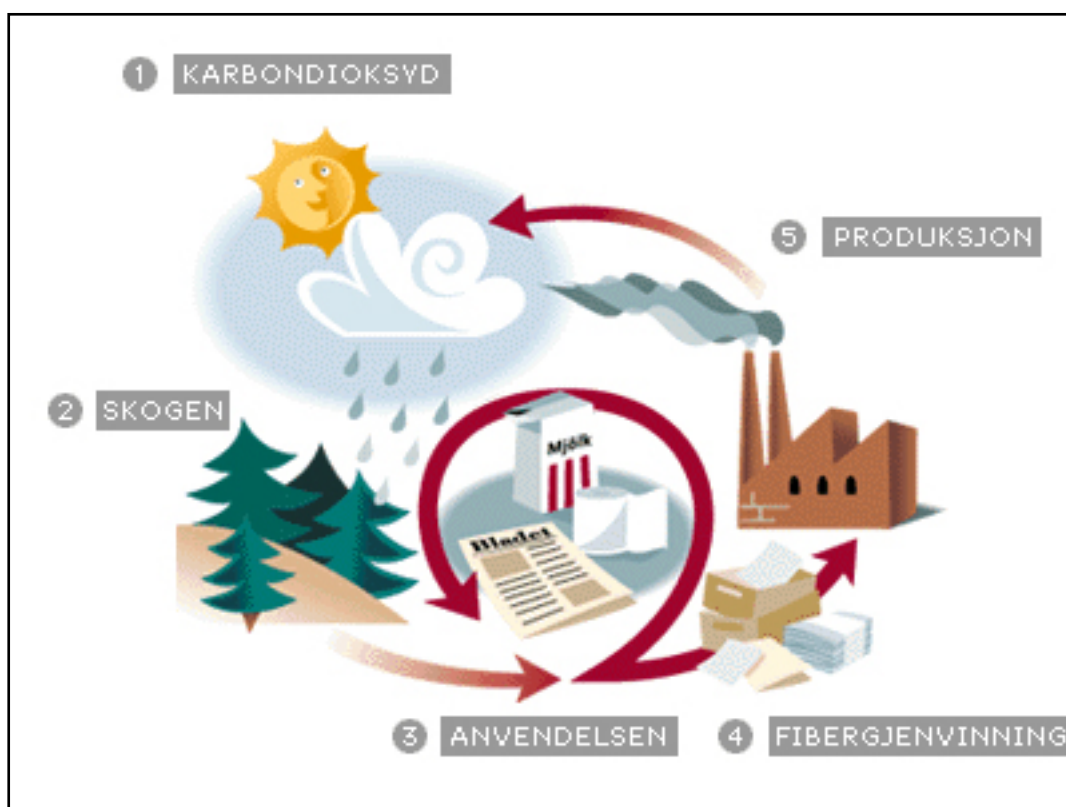 1 KARBONDIOKSYD
5 PRODUKSJON
2 SKOGEN
Mjölk
Bladet
3 ANVENDELSEN
4 FIBERGJENVINNING